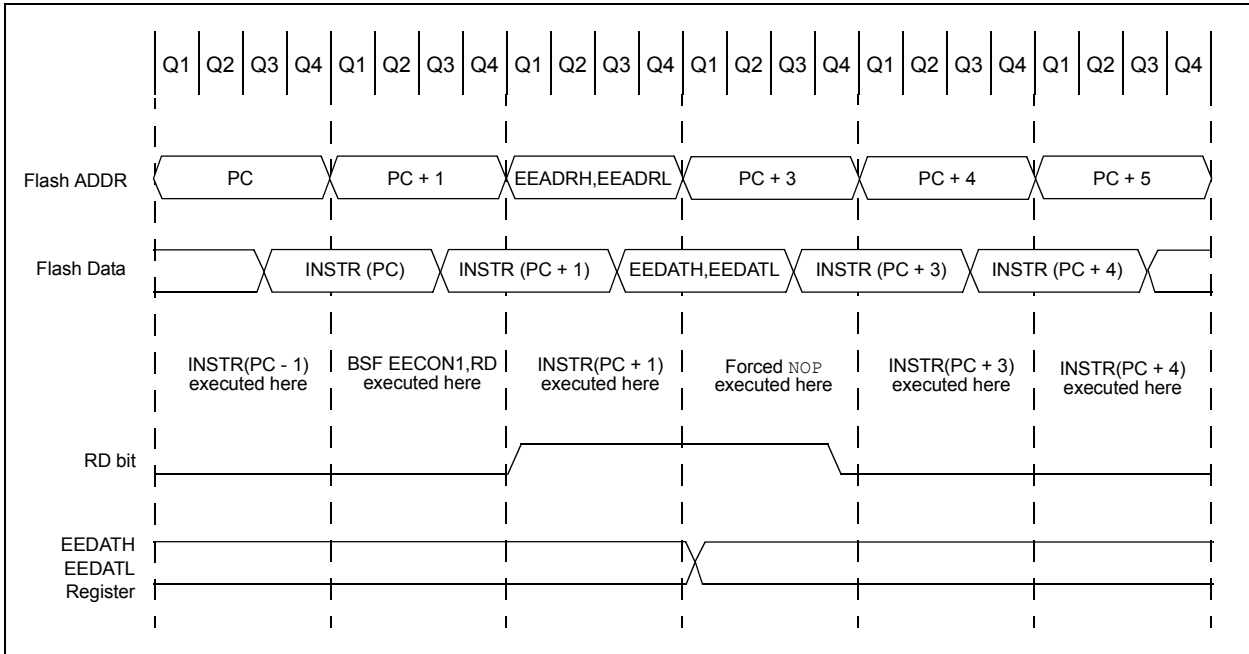 Q1 Q2 Q3 Q4 Q1 Q2 Q3 Q4 Q1 Q2 Q3 Q4 Q1 Q2 Q3 Q4 Q1 Q2 Q3 Q4 Q1 Q2 Q3 Q4
Flash ADDR PC PC + 1 EEADRH,EEADRL PC + 3 PC + 4 PC + 5
Flash Data INSTR (PC) INSTR (PC + 1) EEDATH,EEDATL INSTR (PC + 3) INSTR (PC + 4)
INSTR(PC - 1) BSF EECON1,RD INSTR(PC + 1) Forced NOP INSTR(PC + 3) INSTR(PC + 4)
executed here executed here executed here executed here executed here executed here
RD bit
EEDATH
EEDATL
Register